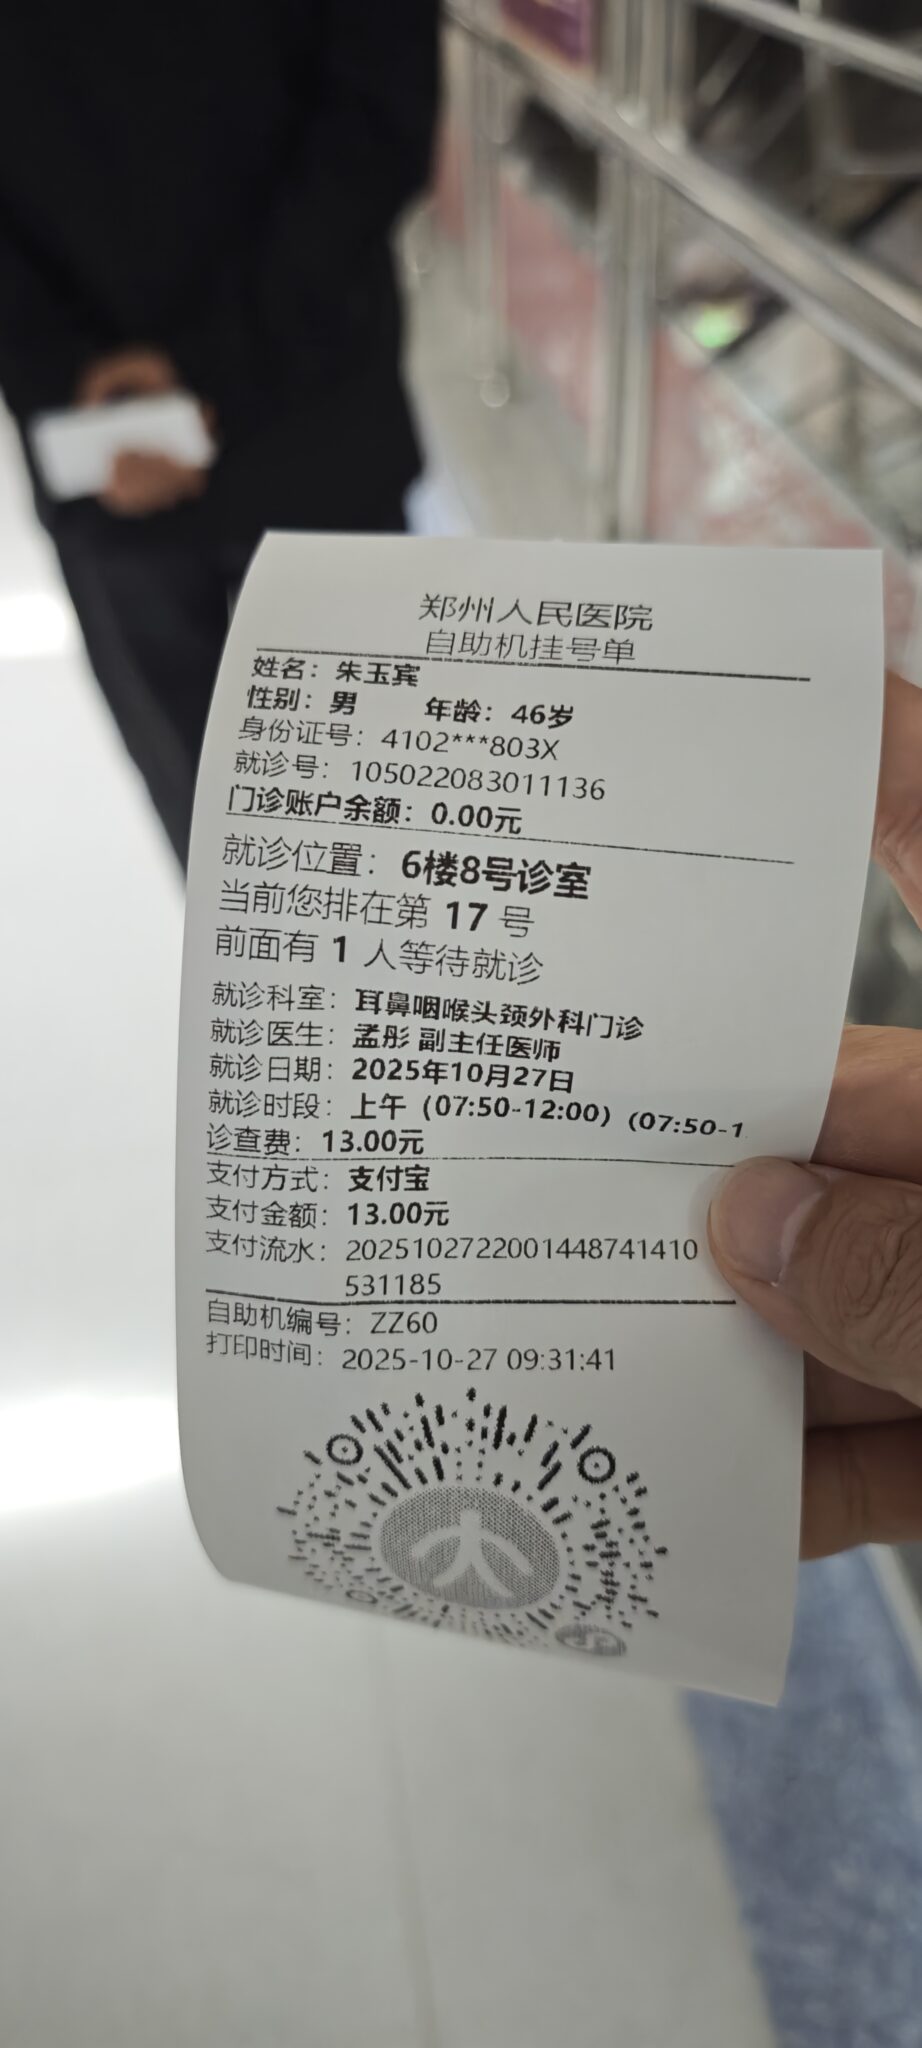 郑州人民医院
自助机挂号单
姓名：朱玉宾
性别：男 年龄：46岁
身份证号：4102***803X
就诊号：105022083011136
门诊账户余额：0.00元
就诊位置：6楼8号诊室
当前您排在第 17 号
前面有 1 人等待就诊
就诊科室：耳鼻咽喉头颈外科门诊
就诊医生：孟彤 副主任医师
就诊日期：2025年10月27日
就诊时段：上午（07:50-12:00）(07:50-1
诊查费：13.00元
支付方式：支付宝
支付金额：13.00元
支付流水：2025102722001448741410
531185
自助机编号：ZZ60
打印时间：2025-10-27 09:31:41